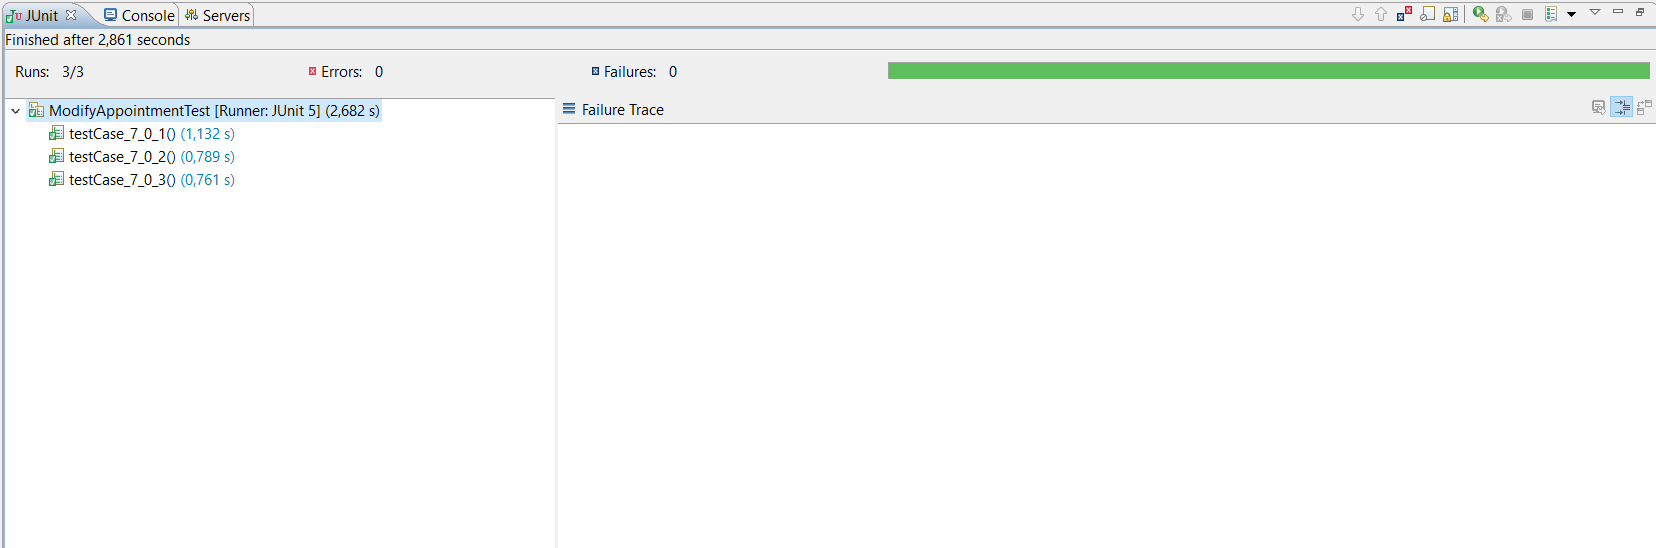 JUnit Console Servers
Finished after 2,861 seconds
Runs: 3/3 Errors: 0 Failures: 0
ModifyAppointmentTest [Runner: JUnit 5] (2,682 s)
testCase_7_0_1() (1,132 s)
testCase_7_0_2() (0,789 s)
testCase_7_0_3() (0,761 s)
Failure Trace